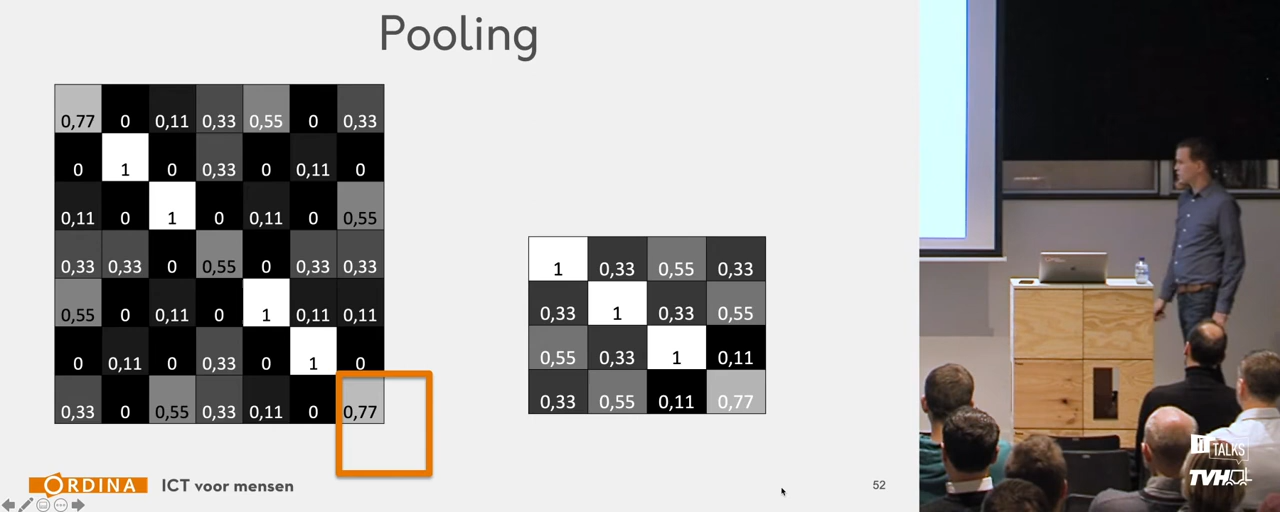 Pooling
0,77 0 0,11 0,33 0,55 0 0,33
0 1 0 0,33 0 0,11 0
0,11 0 1 0 0,11 0 0,55
0,33 0,33 0 0,55 0 0,33 0,33
0,55 0 0,11 0 1 0,11 0,11
0 0,11 0 0,33 0 1 0
0,33 0 0,55 0,33 0,11 0 0,77
1 0,33 0,55 0,33
0,33 1 0,33 0,55
0,55 0,33 1 0,11
0,33 0,55 0,11 0,77
ORDINA ICT voor mensen
52
TALKS
TVH